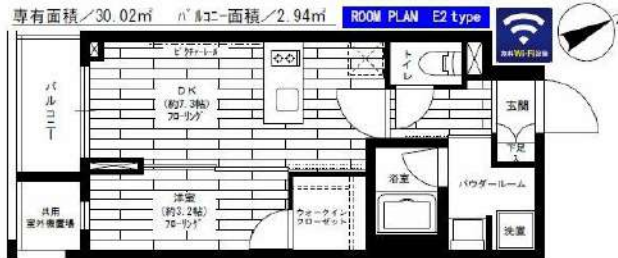 専有面積／30.02㎡ バルコニー面積／2.94㎡ ROOM PLAN E2 type
無料Wi-Fi設備
バルコニー
ピクチャーレール
DK
(約7.3帖)
フローリング
トイレ
玄関
下足入
共用
室外機置場
洋室
(約3.2帖)
フローリング
ウォークイン
クローゼット
浴室
パウダールーム
洗濯